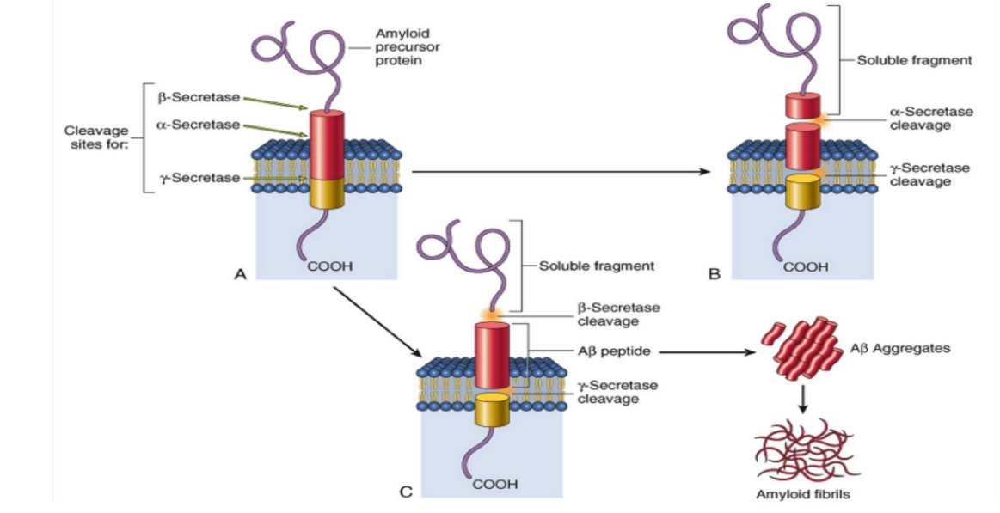 Amyloid
precursor
protein
Cleavage
sites for:
β-Secretase
α-Secretase
γ-Secretase
COOH
A
Soluble fragment
α-Secretase
cleavage
γ-Secretase
cleavage
COOH
B
Soluble fragment
β-Secretase
cleavage
Aβ peptide
γ-Secretase
cleavage
COOH
C
Aβ Aggregates
Amyloid fibrils